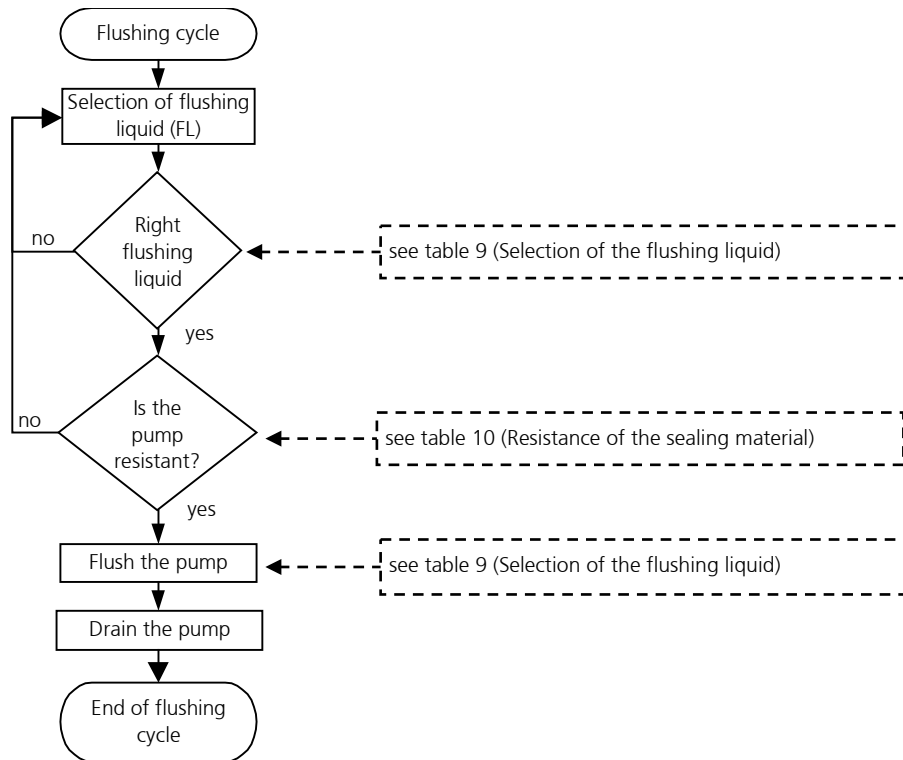 Flushing cycle
Selection of flushing
liquid (FL)
Right
flushing
liquid
no
see table 9 (Selection of the flushing liquid)
yes
Is the
pump
resistant?
no
see table 10 (Resistance of the sealing material)
yes
Flush the pump
see table 9 (Selection of the flushing liquid)
Drain the pump
End of flushing
cycle